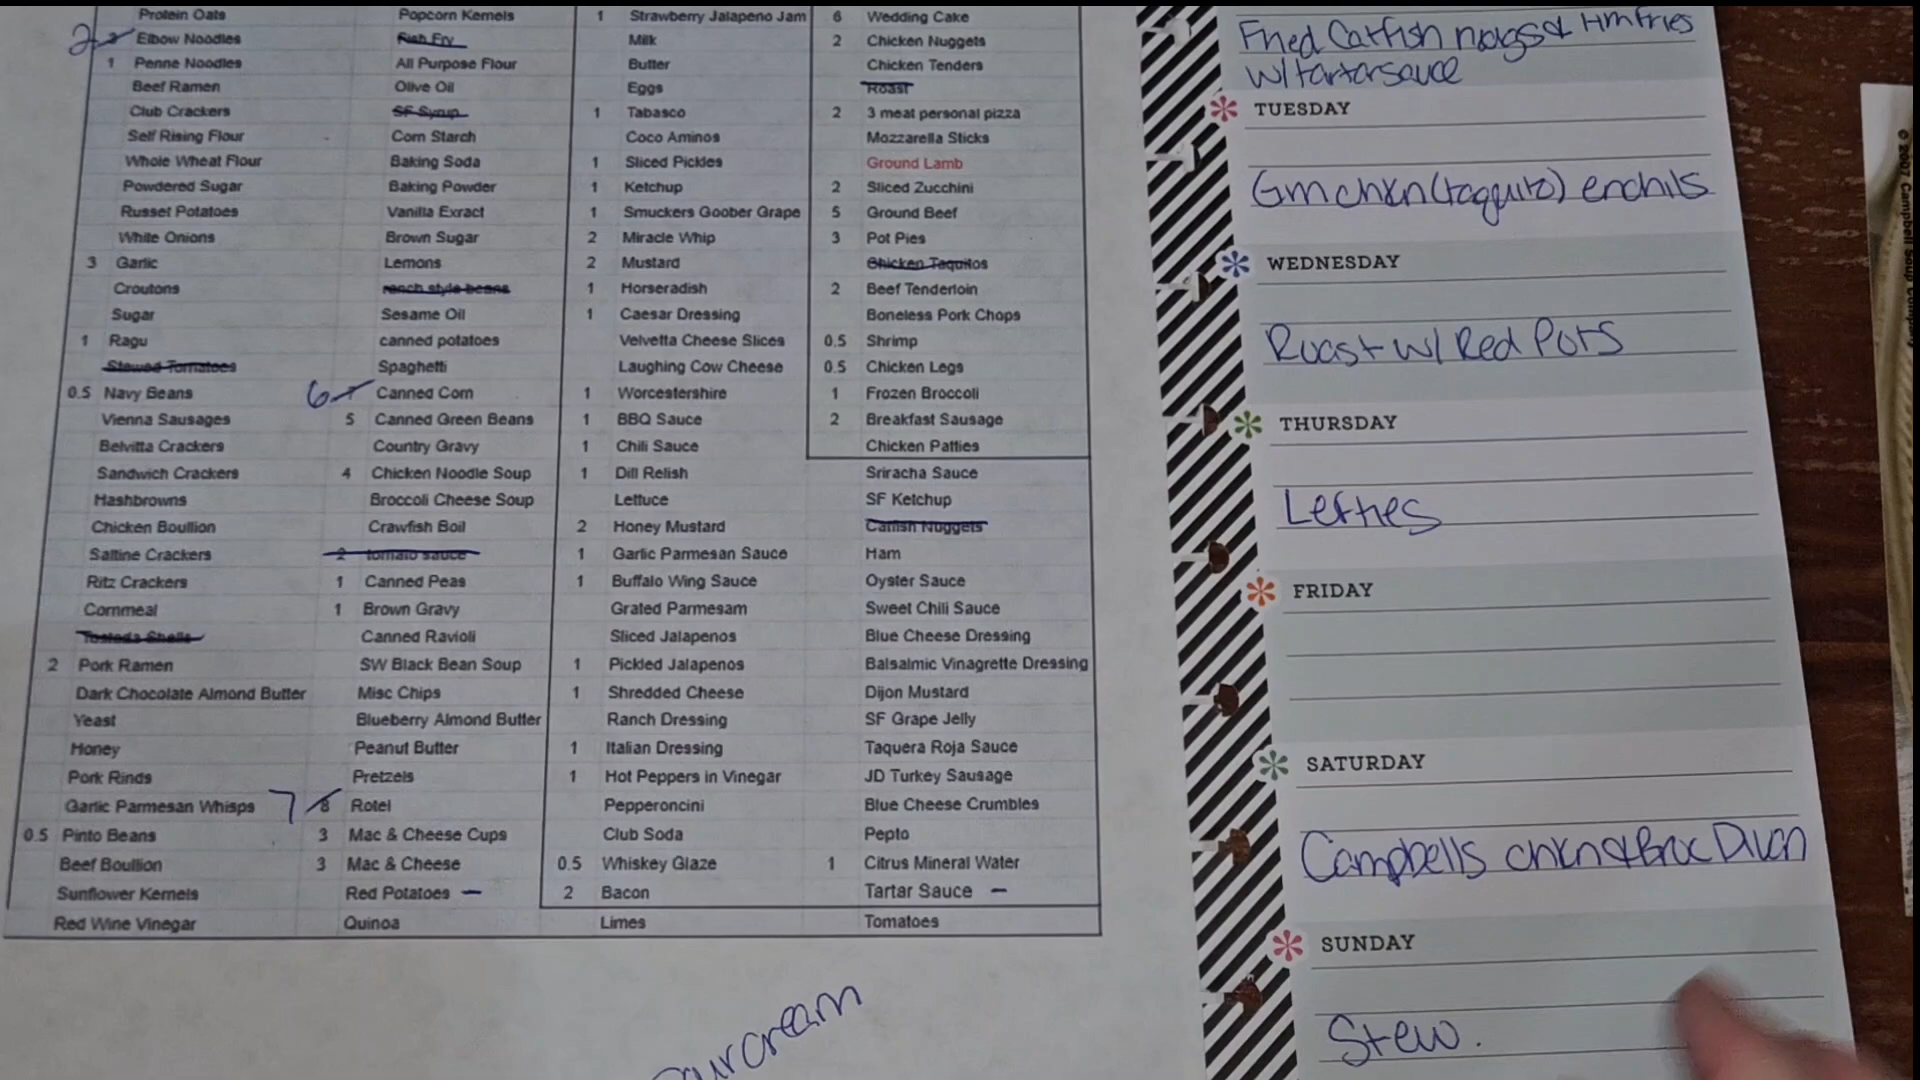 Protein Oats Popcorn Kernels 1 Strawberry Jalapeno Jam 6 Wedding Cake
2 Elbow Noodles Fish Fry Milk 2 Chicken Nuggets
1 Penne Noodles All Purpose Flour Butter Chicken Tenders
Beef Ramen Olive Oil Eggs Roast
Club Crackers SF Syrup 1 Tabasco 2 3 meat personal pizza
Self Rising Flour Corn Starch Coco Aminos Mozzarella Sticks
Whole Wheat Flour Baking Soda 1 Sliced Pickles Ground Lamb
Powdered Sugar Baking Powder 1 Ketchup 2 Sliced Zucchini
Russet Potatoes Vanilla Exract 1 Smuckers Goober Grape 5 Ground Beef
White Onions Brown Sugar 2 Miracle Whip 3 Pot Pies
3 Garlic Lemons 2 Mustard Chicken Taquitos
Croutons ranch style beans 1 Horseradish 2 Beef Tenderloin
Sugar Sesame Oil 1 Caesar Dressing Boneless Pork Chops
1 Ragu canned potatoes Velvetta Cheese Slices 0.5 Shrimp
Stewed Tomatoes Spaghetti Laughing Cow Cheese 0.5 Chicken Legs
0.5 Navy Beans 6 Canned Corn 1 Worcestershire 1 Frozen Broccoli
Vienna Sausages 5 Canned Green Beans 1 BBQ Sauce 2 Breakfast Sausage
Belvitta Crackers Country Gravy 1 Chili Sauce Chicken Patties
Sandwich Crackers 4 Chicken Noodle Soup 1 Dill Relish Sriracha Sauce
Hashbrowns Broccoli Cheese Soup Lettuce SF Ketchup
Chicken Boullion Crawfish Boil 2 Honey Mustard Catfish Nuggets
Saltine Crackers 2 tomato sauce 1 Garlic Parmesan Sauce Ham
Ritz Crackers 1 Canned Peas 1 Buffalo Wing Sauce Oyster Sauce
Cornmeal 1 Brown Gravy Grated Parmesam Sweet Chili Sauce
Tostada Shells Canned Ravioli Sliced Jalapenos Blue Cheese Dressing
2 Pork Ramen SW Black Bean Soup 1 Pickled Jalapenos Balsalmic Vinagrette Dressing
Dark Chocolate Almond Butter Misc Chips 1 Shredded Cheese Dijon Mustard
Yeast Blueberry Almond Butter Ranch Dressing SF Grape Jelly
Honey Peanut Butter 1 Italian Dressing Taquera Roja Sauce
Pork Rinds Pretzels 1 Hot Peppers in Vinegar JD Turkey Sausage
Garlic Parmesan Whisps 7 8 Rotel Pepperoncini Blue Cheese Crumbles
0.5 Pinto Beans 3 Mac & Cheese Cups Club Soda Pepto
Beef Boullion 3 Mac & Cheese 0.5 Whiskey Glaze 1 Citrus Mineral Water
Sunflower Kernels Red Potatoes – 2 Bacon Tartar Sauce –
Red Wine Vinegar Quinoa Limes Tomatoes
Fried Catfish nuggs & Hm fries
w/ tartar sauce
TUESDAY
Grn chkn (taquito) enchils
WEDNESDAY
Roast w/ Red Pots
THURSDAY
Lefties
FRIDAY
SATURDAY
Campbells chkn & Broc Divan
SUNDAY
Stew.
© 2007 Campbell Soup Company